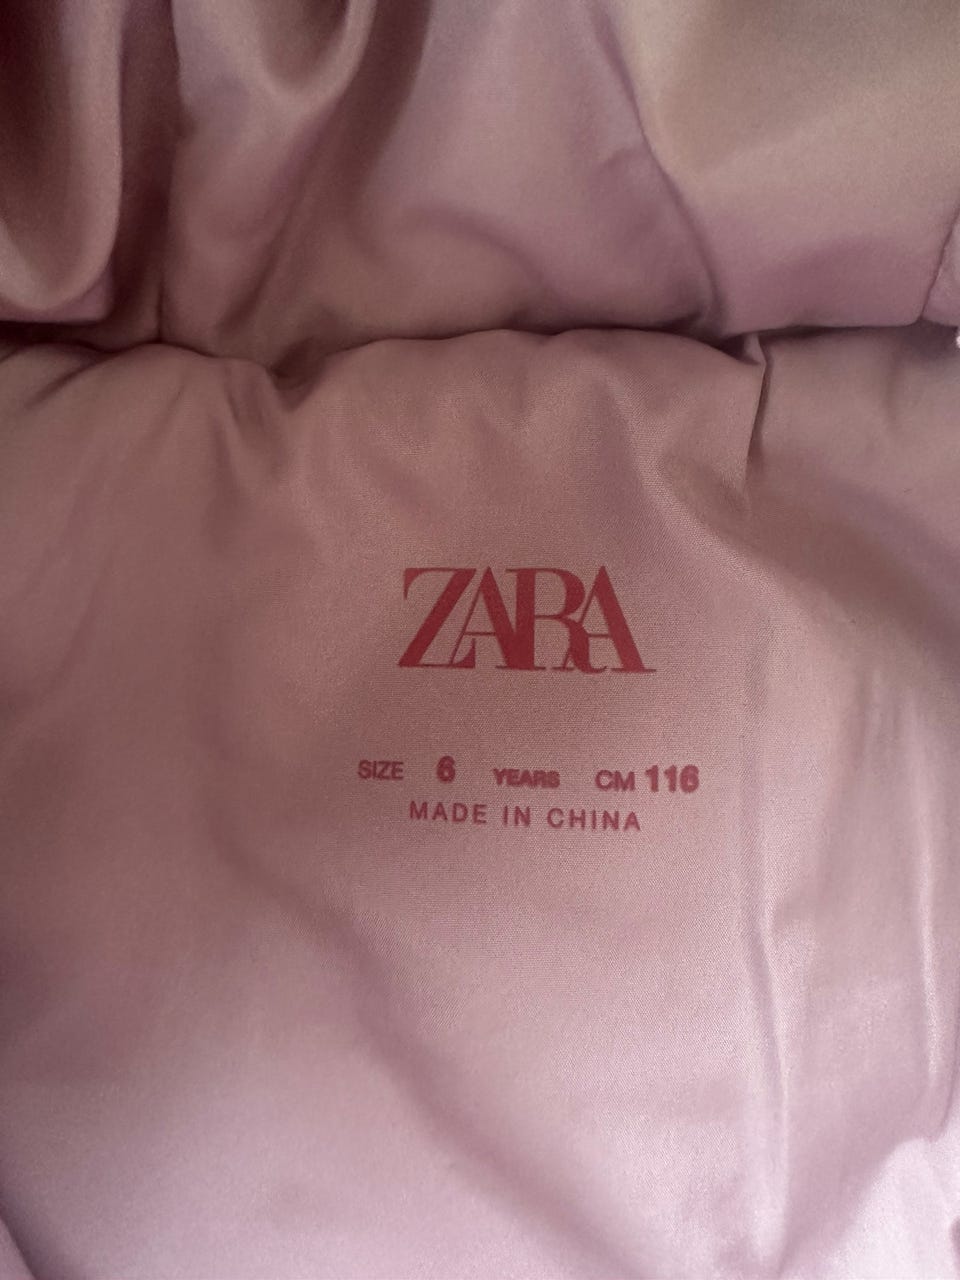 ZARA
SIZE 6 YEARS CM 116
MADE IN CHINA